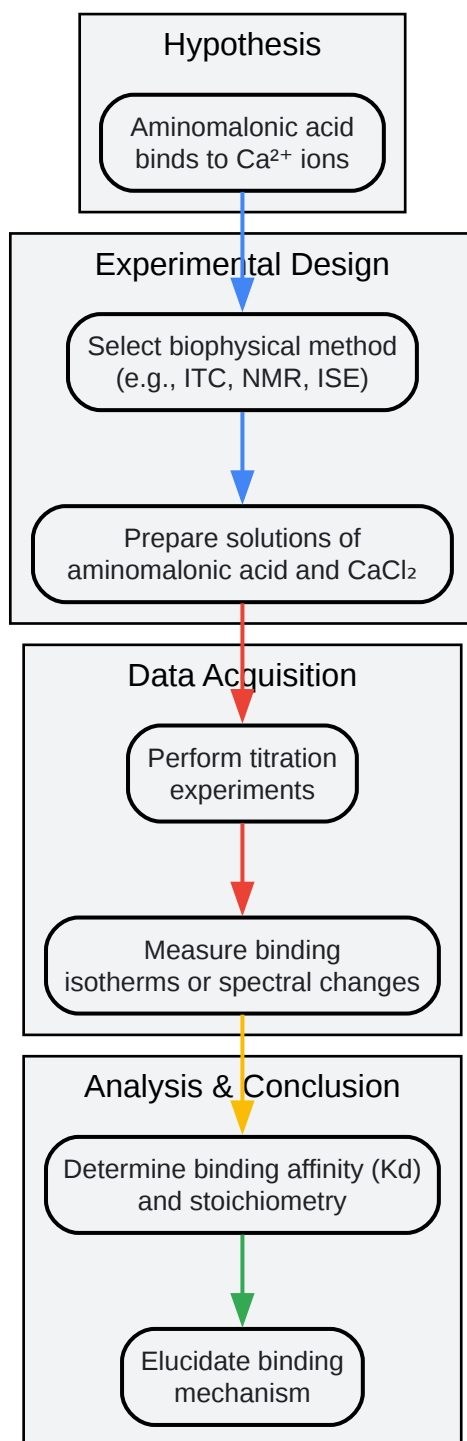 Hypothesis
Aminomalonic acid
binds to Ca²⁺ ions
Experimental Design
Select biophysical method
(e.g., ITC, NMR, ISE)
Prepare solutions of
aminomalonic acid and CaCl₂
Data Acquisition
Perform titration
experiments
Measure binding
isotherms or spectral changes
Analysis & Conclusion
Determine binding affinity (Kd)
and stoichiometry
Elucidate binding
mechanism